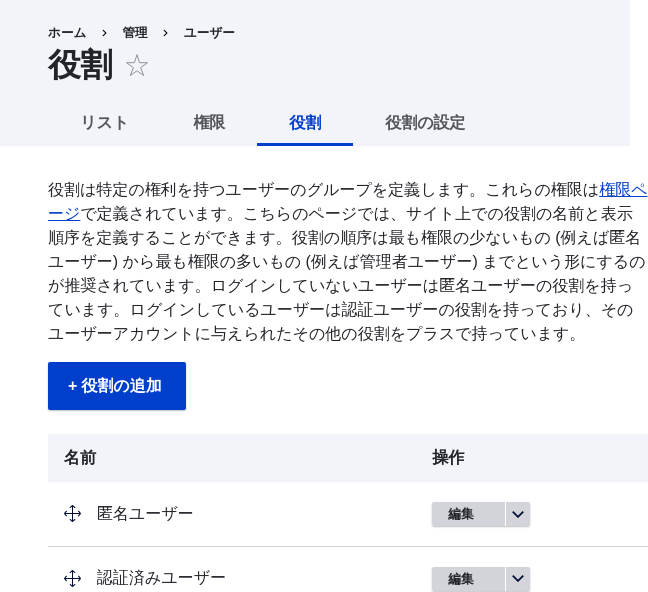 ホーム › 管理 › ユーザー
役割 ☆
リスト 権限 役割 役割の設定
役割は特定の権利を持つユーザーのグループを定義します。これらの権限は権限ペ
ージで定義されています。こちらのページでは、サイト上での役割の名前と表示
順序を定義することができます。役割の順序は最も権限の少ないもの (例えば匿名
ユーザー) から最も権限の多いもの (例えば管理者ユーザー) までという形にするの
が推奨されています。ログインしていないユーザーは匿名ユーザーの役割を持っ
ています。ログインしているユーザーは認証ユーザーの役割を持っており、その
ユーザーアカウントに与えられたその他の役割をプラスで持っています。
+ 役割の追加
名前 操作
匿名ユーザー 編集
認証済みユーザー 編集